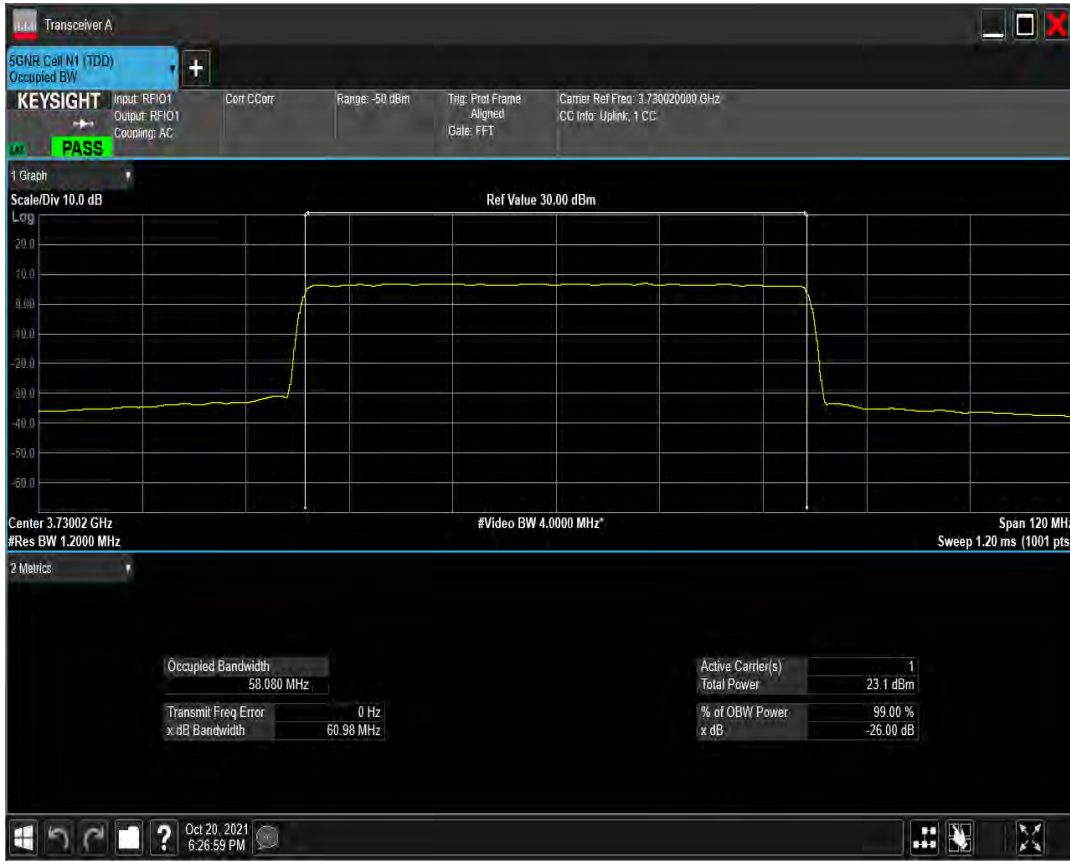 Transceiver A
5GNR Cell N1 (TDD)
Occupied BW
+
KEYSIGHT Input: RFIO1 Corr CCorr Range: -50 dBm Trig: Prot Frame Carrier Ref Freq: 3.730020000 GHz
Output: RFIO1 Aligned CC Info: Uplink, 1 CC
Coupling: AC Gate: FFT
PASS
1 Graph
Scale/Div 10.0 dB Ref Value 30.00 dBm
Log
20.0
10.0
0.00
-10.0
-20.0
-30.0
-40.0
-50.0
-60.0
Center 3.73002 GHz #Video BW 4.0000 MHz* Span 120 MHz
#Res BW 1.2000 MHz Sweep 1.20 ms (1001 pts
2 Metrics
Occupied Bandwidth Active Carrier(s) 1
58.080 MHz Total Power 23.1 dBm
Transmit Freq Error 0 Hz % of OBW Power 99.00 %
x dB Bandwidth 60.98 MHz x dB -26.00 dB
? Oct 20, 2021
6:26:59 PM